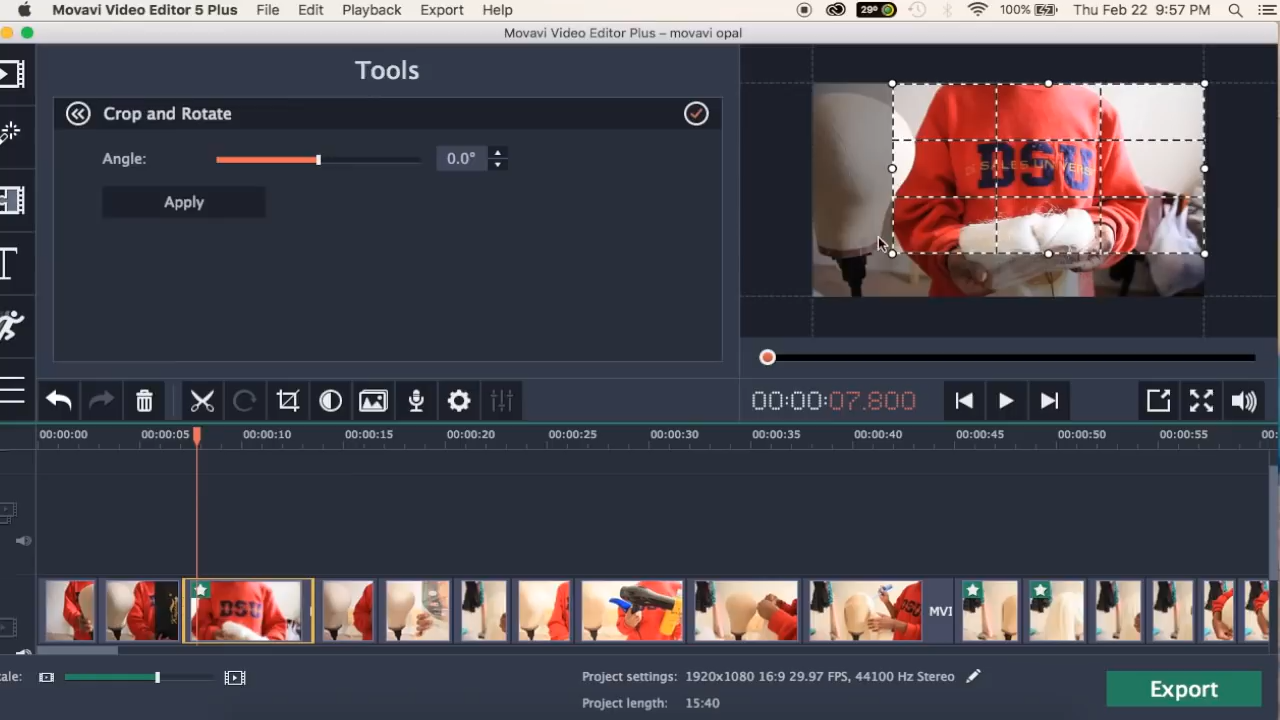 Movavi Video Editor 5 Plus File Edit Playback Export Help 29° 100% Thu Feb 22 9:57 PM
Movavi Video Editor Plus – movavi opal
Tools
Crop and Rotate
Angle: 0.0°
Apply
DSU
00:00:07.800
00:00:00 00:00:05 00:00:10 00:00:15 00:00:20 00:00:25 00:00:30 00:00:35 00:00:40 00:00:45 00:00:50 00:00:55
DSU MVI
Project settings: 1920x1080 16:9 29.97 FPS, 44100 Hz Stereo
Project length: 15:40
Export